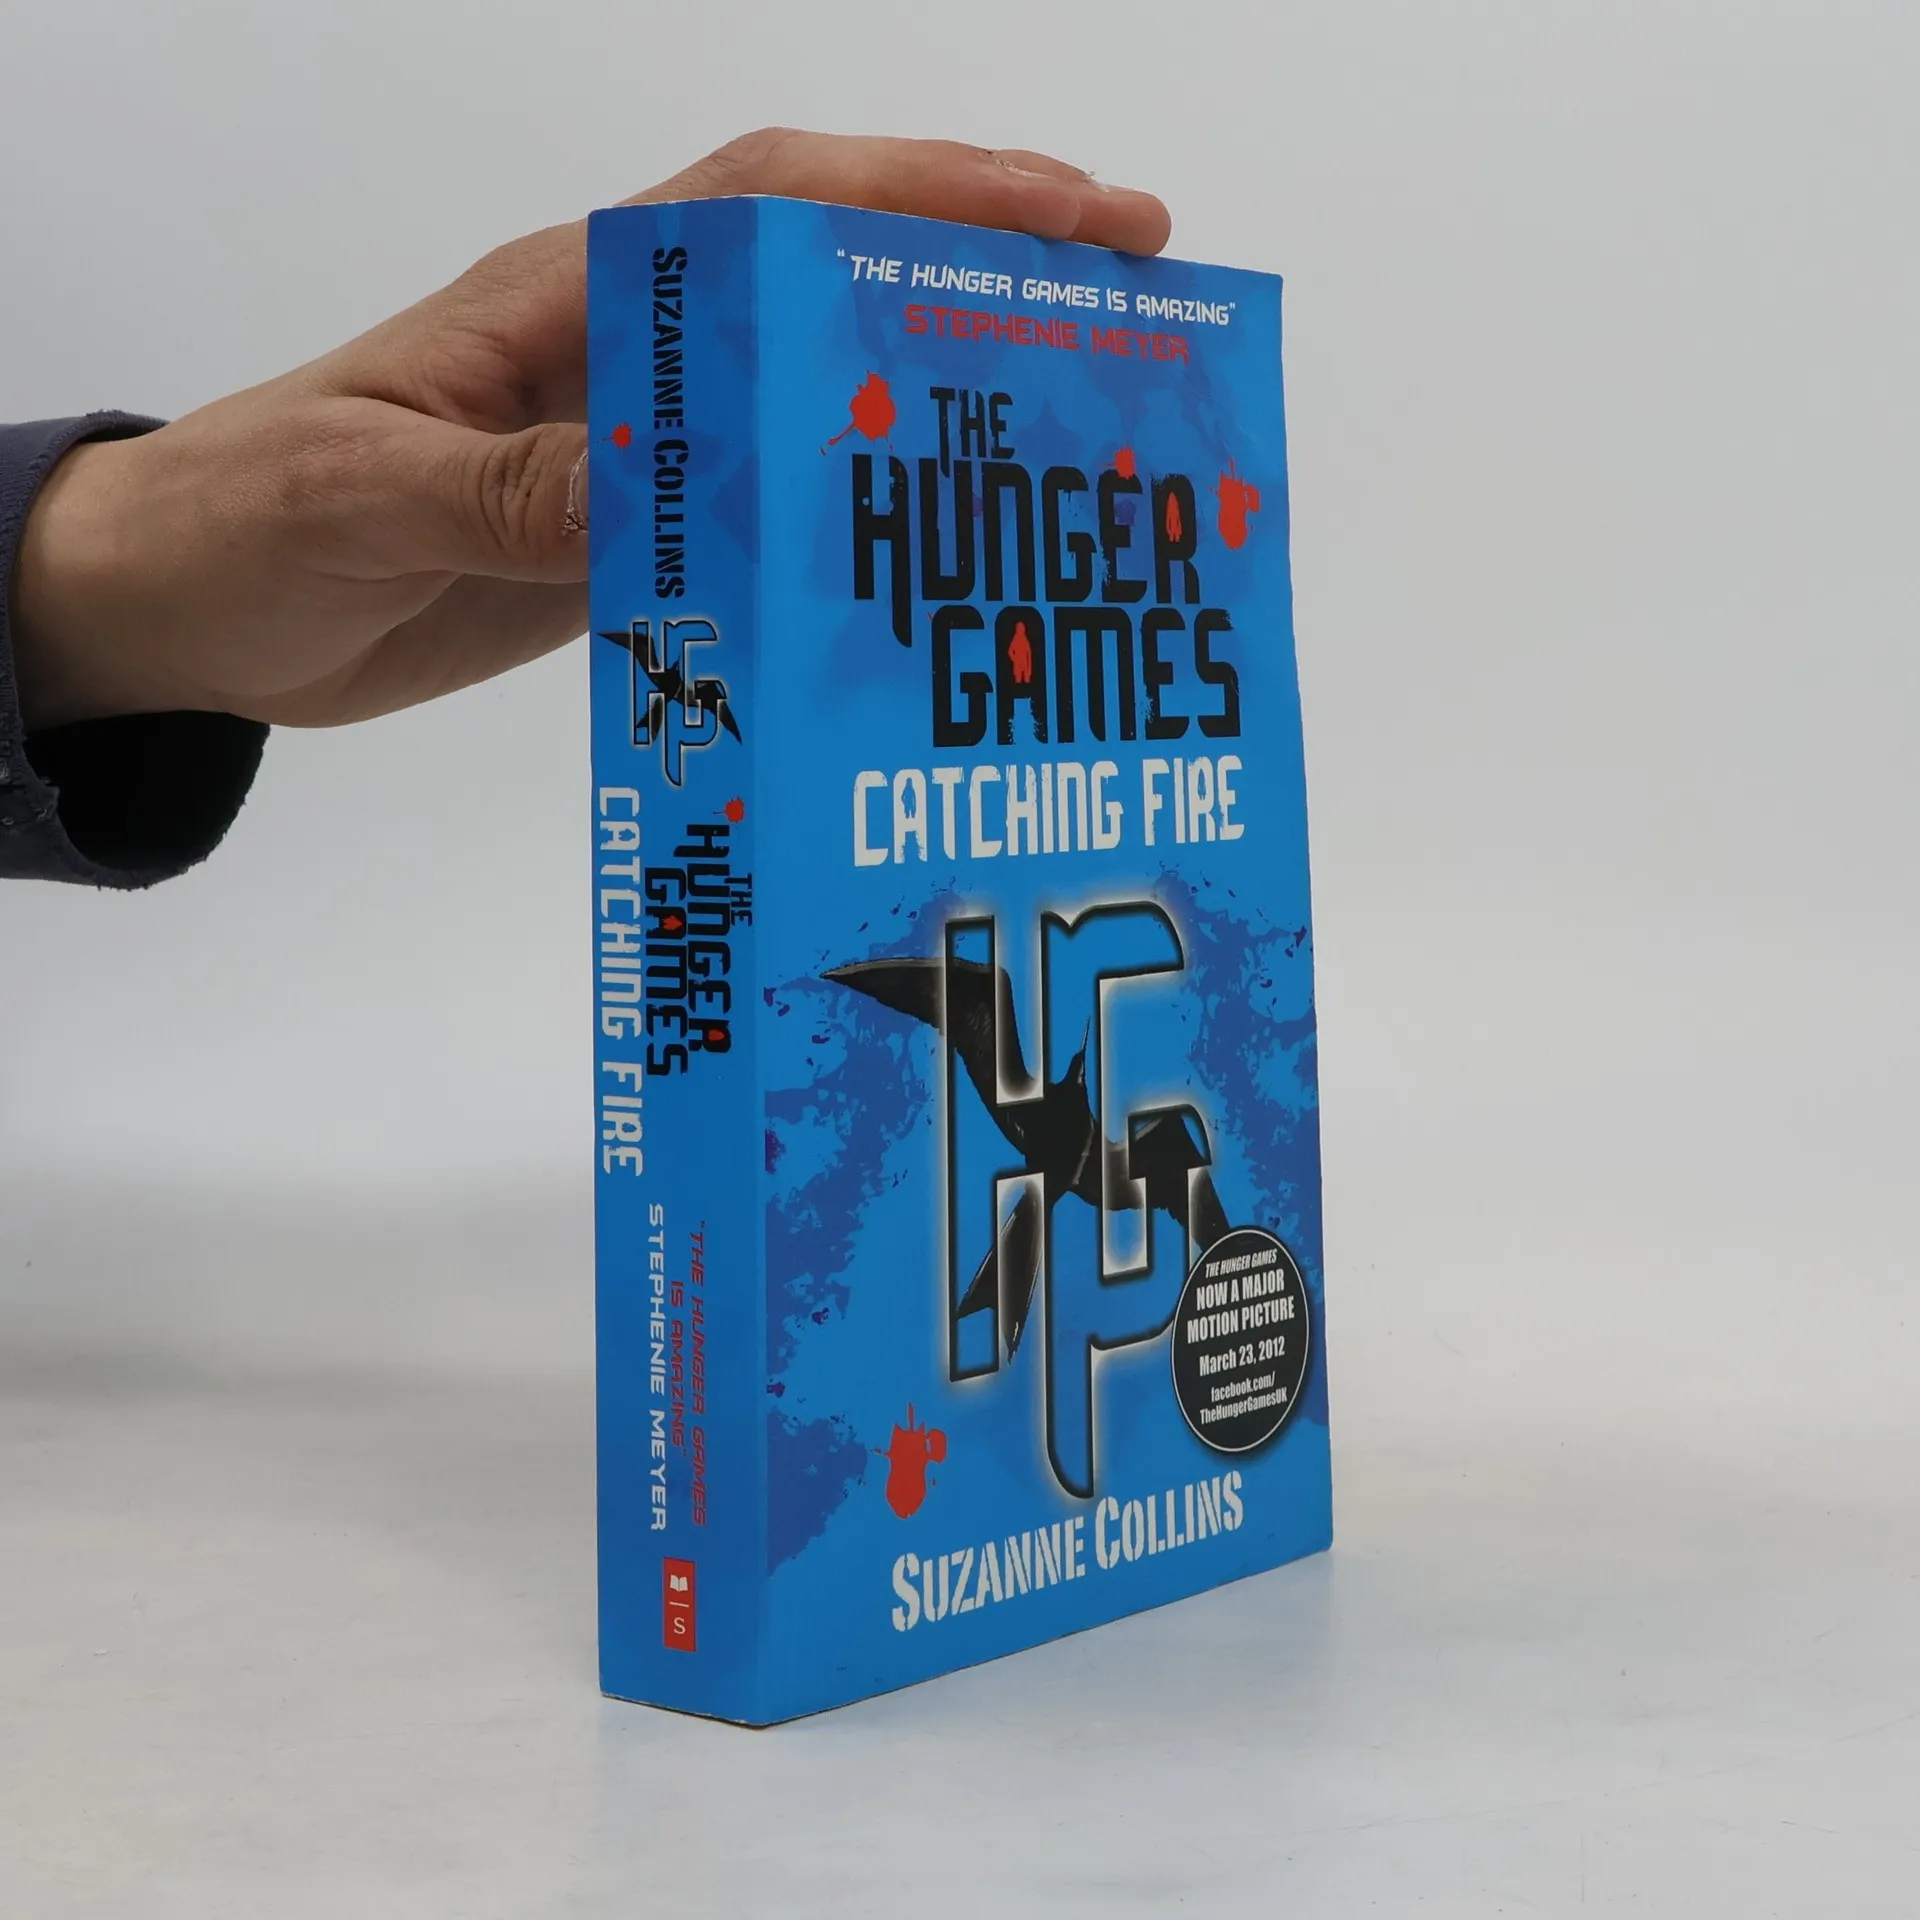 SUZANNE COLLINS
HG
THE
HUNGER
GAMES
CATCHING FIRE
"THE HUNGER GAMES
IS AMAZING"
STEPHENIE MEYER
S
"THE HUNGER GAMES IS AMAZING"
STEPHENIE MEYER
THE
HUNGER
GAMES
CATCHING FIRE
HG
THE HUNGER GAMES
NOW A MAJOR
MOTION PICTURE
March 23, 2012
facebook.com/
TheHungerGamesUK
SUZANNE COLLINS